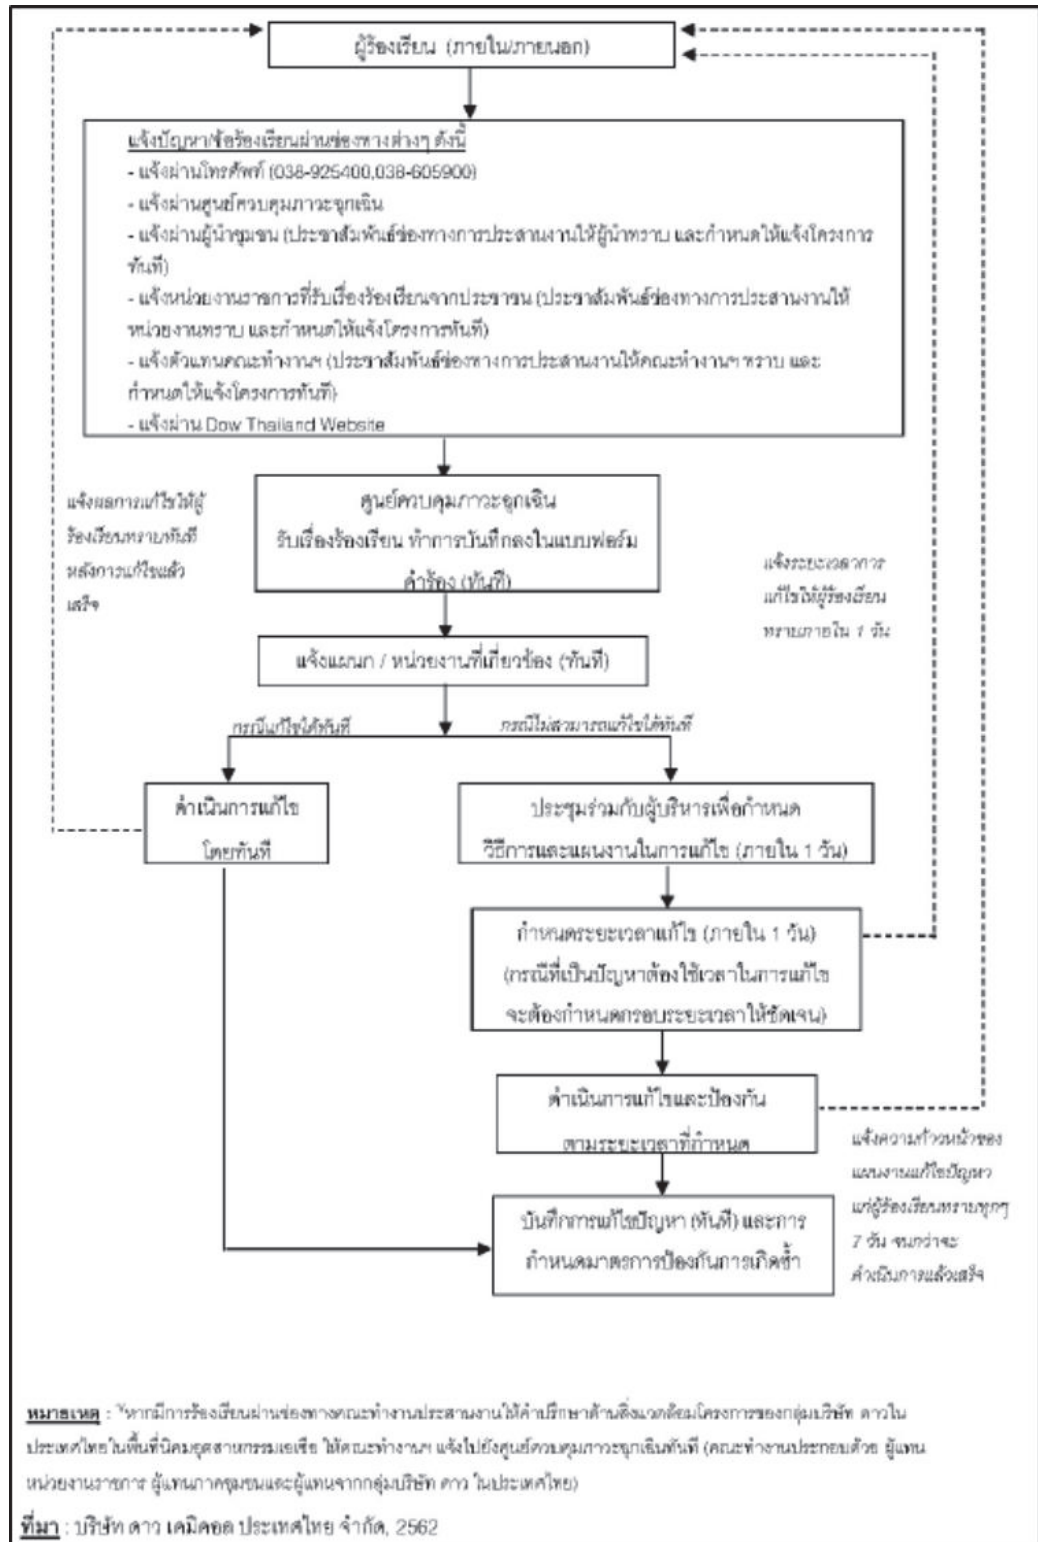 ผู้ร้องเรียน (ภายใน/ภายนอก)
แจ้งปัญหา/ข้อร้องเรียนผ่านช่องทางต่างๆ ดังนี้
- แจ้งผ่านโทรศัพท์ (038-925400,038-605900)
- แจ้งผ่านศูนย์ควบคุมภาวะฉุกเฉิน
- แจ้งผ่านผู้นำชุมชน (ประชาสัมพันธ์ช่องทางการประสานงานให้ผู้นำทราบ และกำหนดให้แจ้งโครงการ
ทันที)
- แจ้งหน่วยงานราชการที่รับเรื่องร้องเรียนจากประชาชน (ประชาสัมพันธ์ช่องทางการประสานงานให้
หน่วยงานทราบ และกำหนดให้แจ้งโครงการทันที)
- แจ้งตัวแทนคณะทำงานฯ (ประชาสัมพันธ์ช่องทางการประสานงานให้คณะทำงานฯ ทราบ และ
กำหนดให้แจ้งโครงการทันที)
- แจ้งผ่าน Dow Thailand Website
ศูนย์ควบคุมภาวะฉุกเฉิน
รับเรื่องร้องเรียน ทำการบันทึกลงในแบบฟอร์ม
คำร้อง (ทันที)
แจ้งผลการแก้ไขให้ผู้
ร้องเรียนทราบทันที
หลังการแก้ไขแล้ว
เสร็จ
แจ้งระยะเวลาการ
แก้ไขให้ผู้ร้องเรียน
ทราบภายใน 1 วัน
แจ้งแผนก / หน่วยงานที่เกี่ยวข้อง (ทันที)
กรณีแก้ไขได้ทันที
กรณีไม่สามารถแก้ไขได้ทันที
ดำเนินการแก้ไข
โดยทันที
ประชุมร่วมกับผู้บริหารเพื่อกำหนด
วิธีการและแผนงานในการแก้ไข (ภายใน 1 วัน)
กำหนดระยะเวลาแก้ไข (ภายใน 1 วัน)
(กรณีที่เป็นปัญหาต้องใช้เวลาในการแก้ไข
จะต้องกำหนดกรอบระยะเวลาให้ชัดเจน)
ดำเนินการแก้ไขและป้องกัน
ตามระยะเวลาที่กำหนด
แจ้งความก้าวหน้าของ
แผนงานแก้ไขปัญหา
แก่ผู้ร้องเรียนทราบทุกๆ
7 วัน จนกว่าจะ
ดำเนินการแล้วเสร็จ
บันทึกการแก้ไขปัญหา (ทันที) และการ
กำหนดมาตรการป้องกันการเกิดซ้ำ
หมายเหตุ : หากมีการร้องเรียนผ่านช่องทางคณะทำงานประสานงานให้คำปรึกษาด้านสิ่งแวดล้อมโครงการของกลุ่มบริษัท ดาวใน
ประเทศไทยในพื้นที่นิคมอุตสาหกรรมเอเชีย ให้คณะทำงานฯ แจ้งไปยังศูนย์ควบคุมภาวะฉุกเฉินทันที (คณะทำงานประกอบด้วย ผู้แทน
หน่วยงานราชการ ผู้แทนภาคชุมชนและผู้แทนจากกลุ่มบริษัท ดาว ในประเทศไทย)
ที่มา : บริษัท ดาว เคมิคอล ประเทศไทย จำกัด, 2562